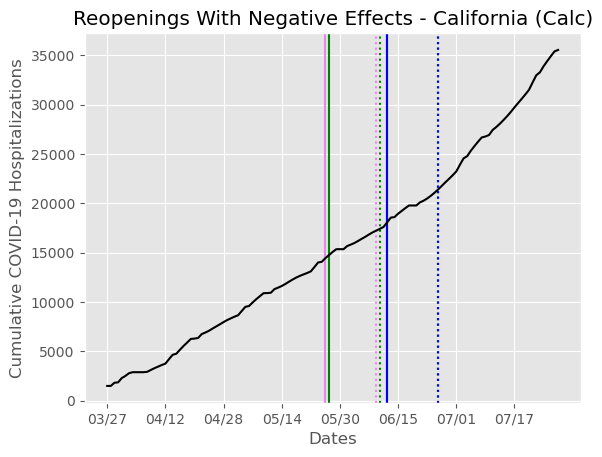 Reopenings With Negative Effects - California (Calc)
Cumulative COVID-19 Hospitalizations
35000
30000
25000
20000
15000
10000
5000
0
03/27 04/12 04/28 05/14 05/30 06/15 07/01 07/17
Dates